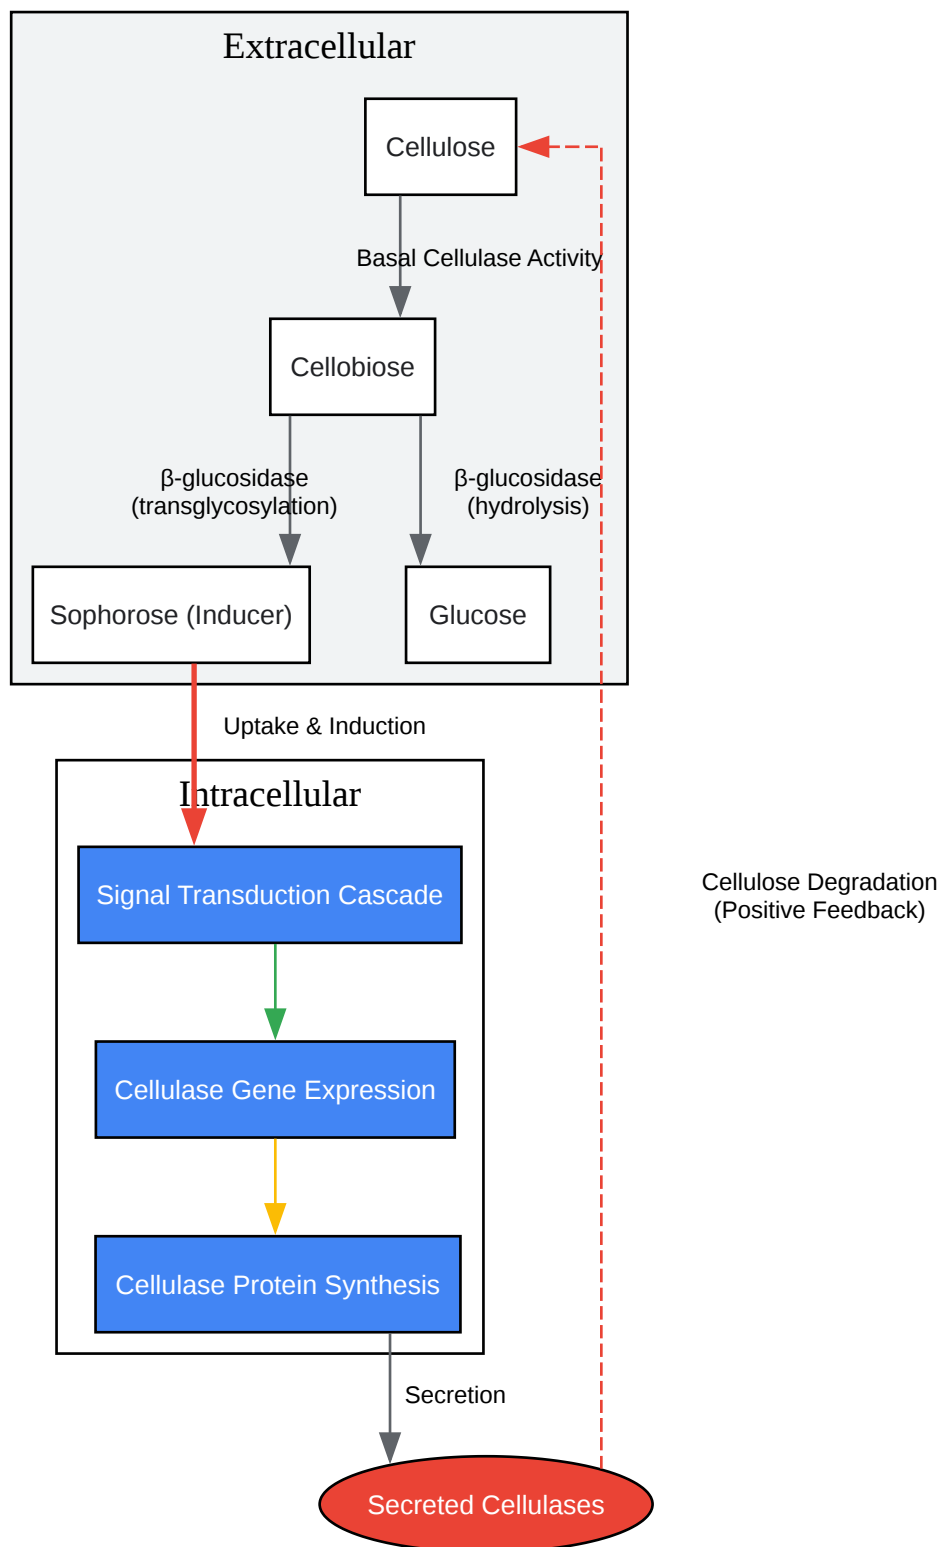 Extracellular
Cellulose
Basal Cellulase Activity
Cellobiose
β-glucosidase
(transglycosylation)
β-glucosidase
(hydrolysis)
Sophorose (Inducer)
Glucose
Uptake & Induction
Intracellular
Signal Transduction Cascade
Cellulose Degradation
(Positive Feedback)
Cellulase Gene Expression
Cellulase Protein Synthesis
Secretion
Secreted Cellulases